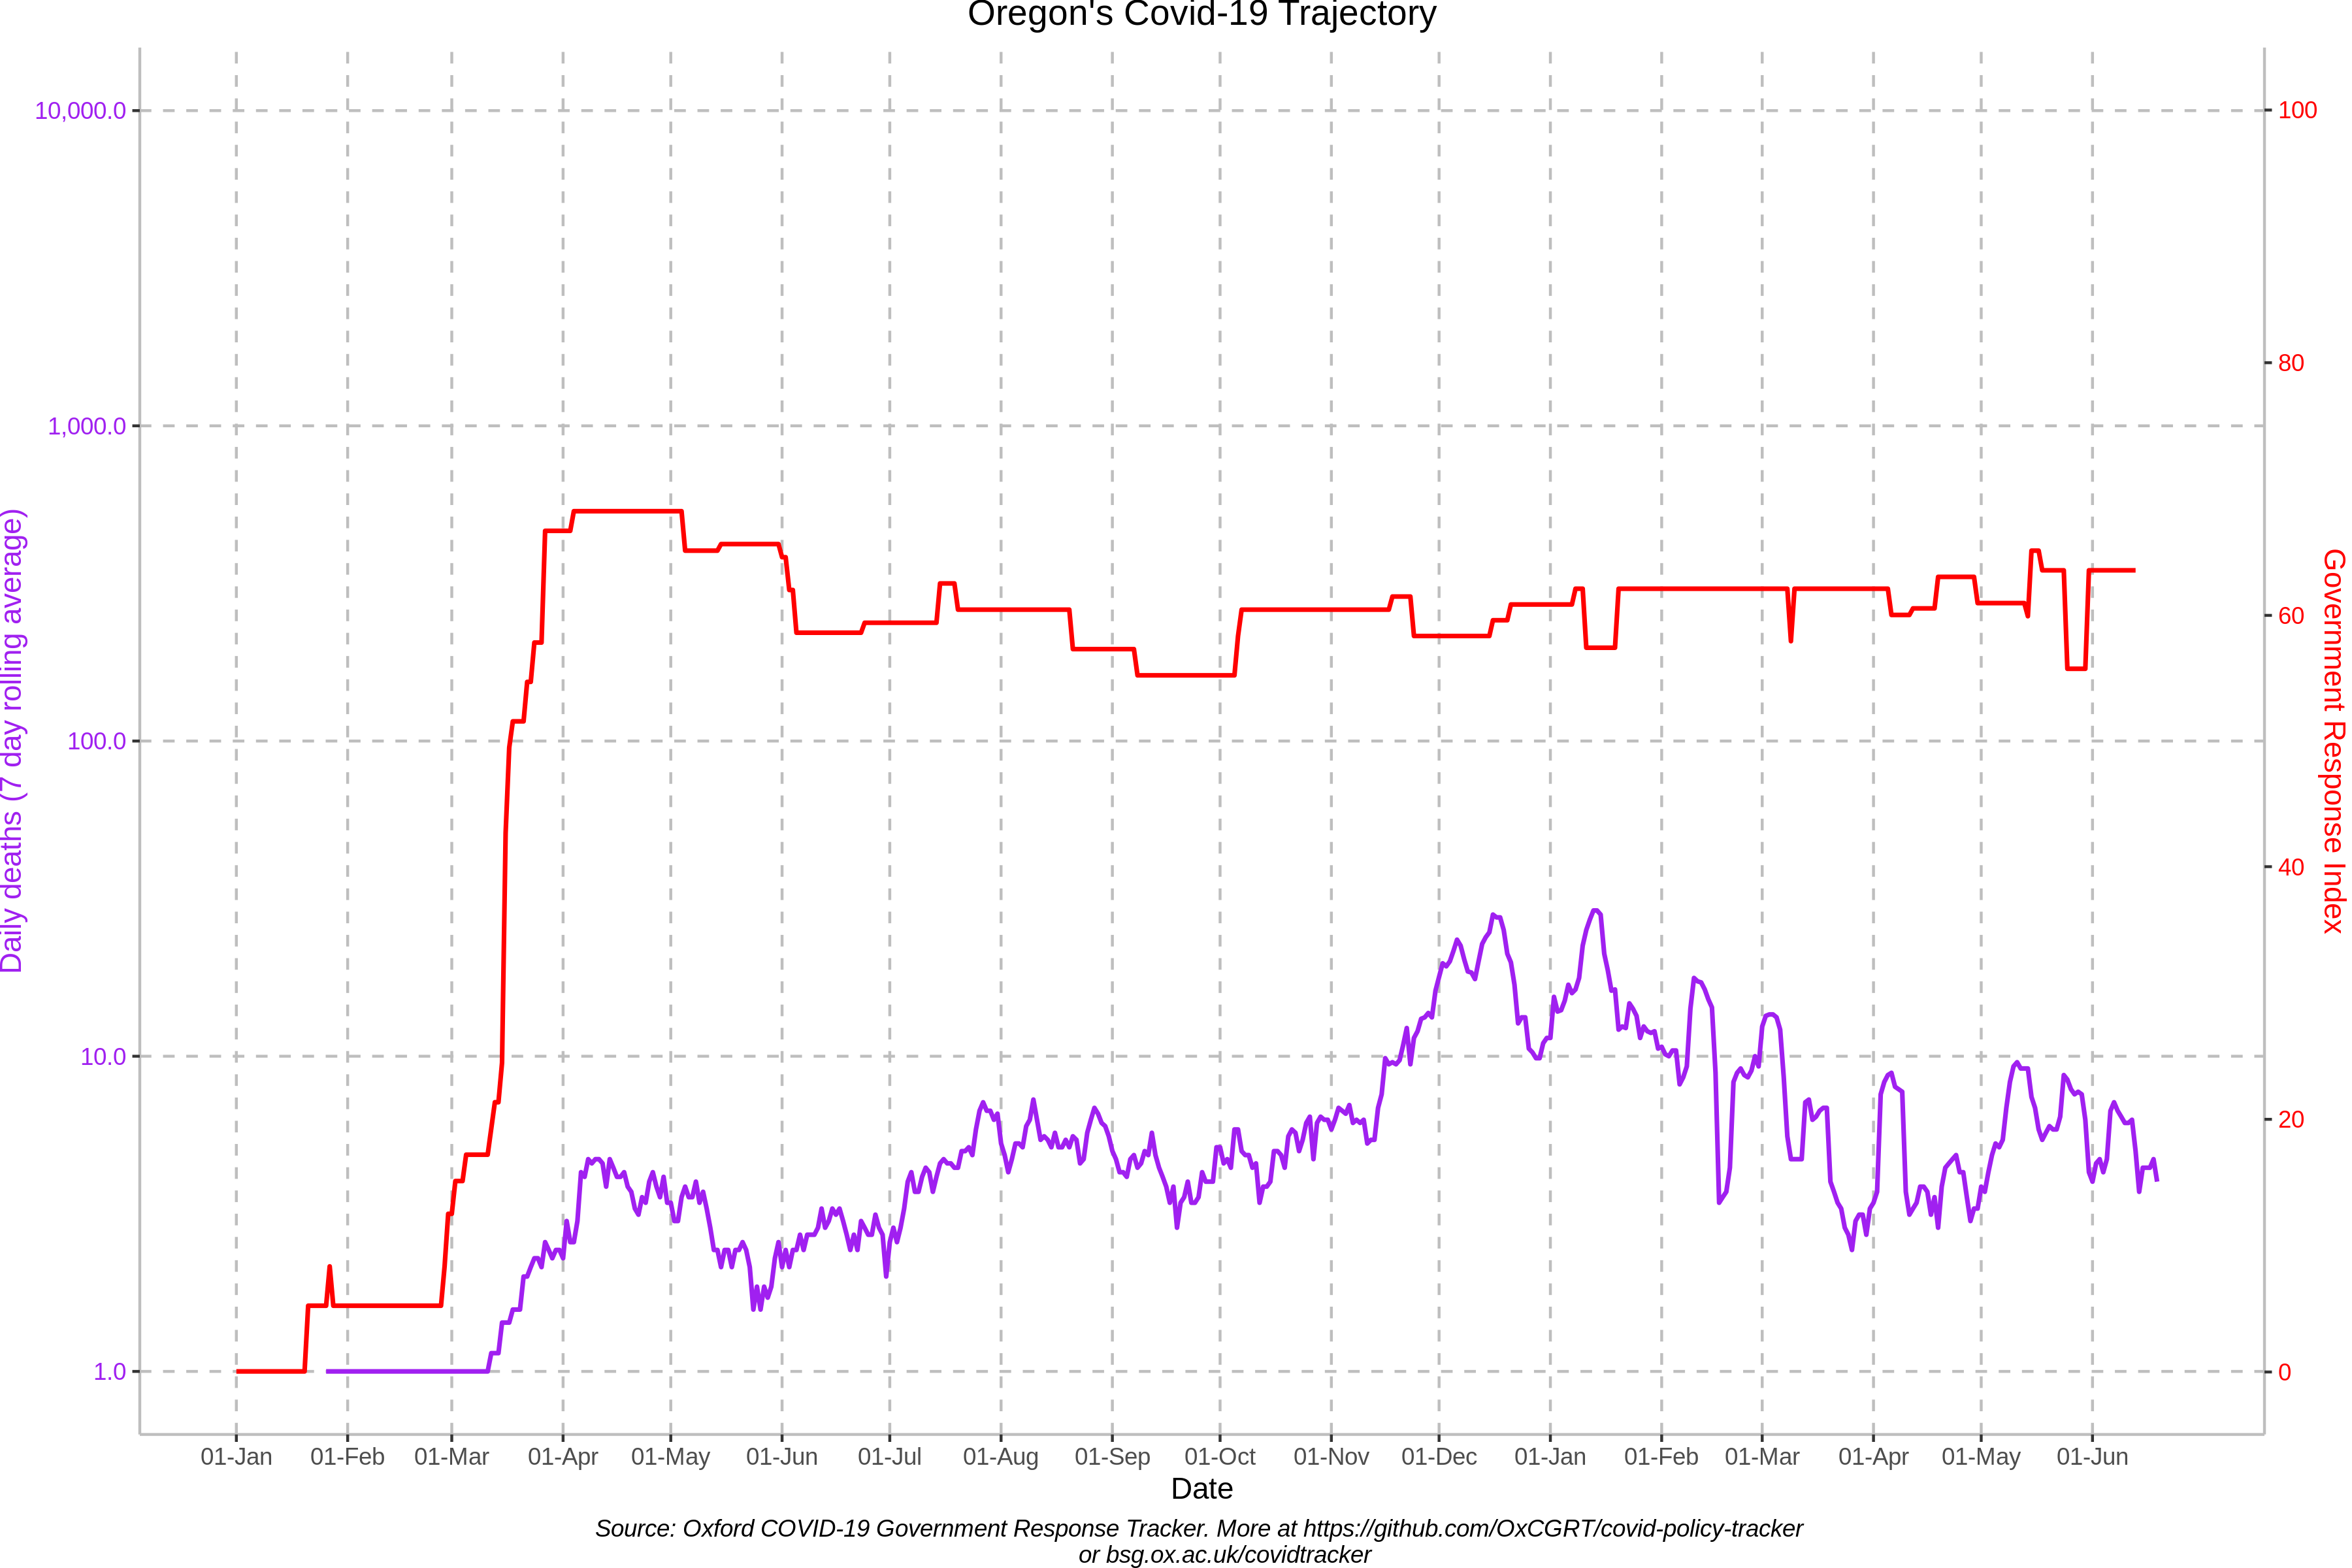 Oregon's Covid-19 Trajectory
10,000.0
1,000.0
100.0
10.0
1.0
Daily deaths (7 day rolling average)
100
80
60
40
20
0
Government Response Index
01-Jan 01-Feb 01-Mar 01-Apr 01-May 01-Jun 01-Jul 01-Aug 01-Sep 01-Oct 01-Nov 01-Dec 01-Jan 01-Feb 01-Mar 01-Apr 01-May 01-Jun
Date
Source: Oxford COVID-19 Government Response Tracker. More at https://github.com/OxCGRT/covid-policy-tracker
or bsg.ox.ac.uk/covidtracker